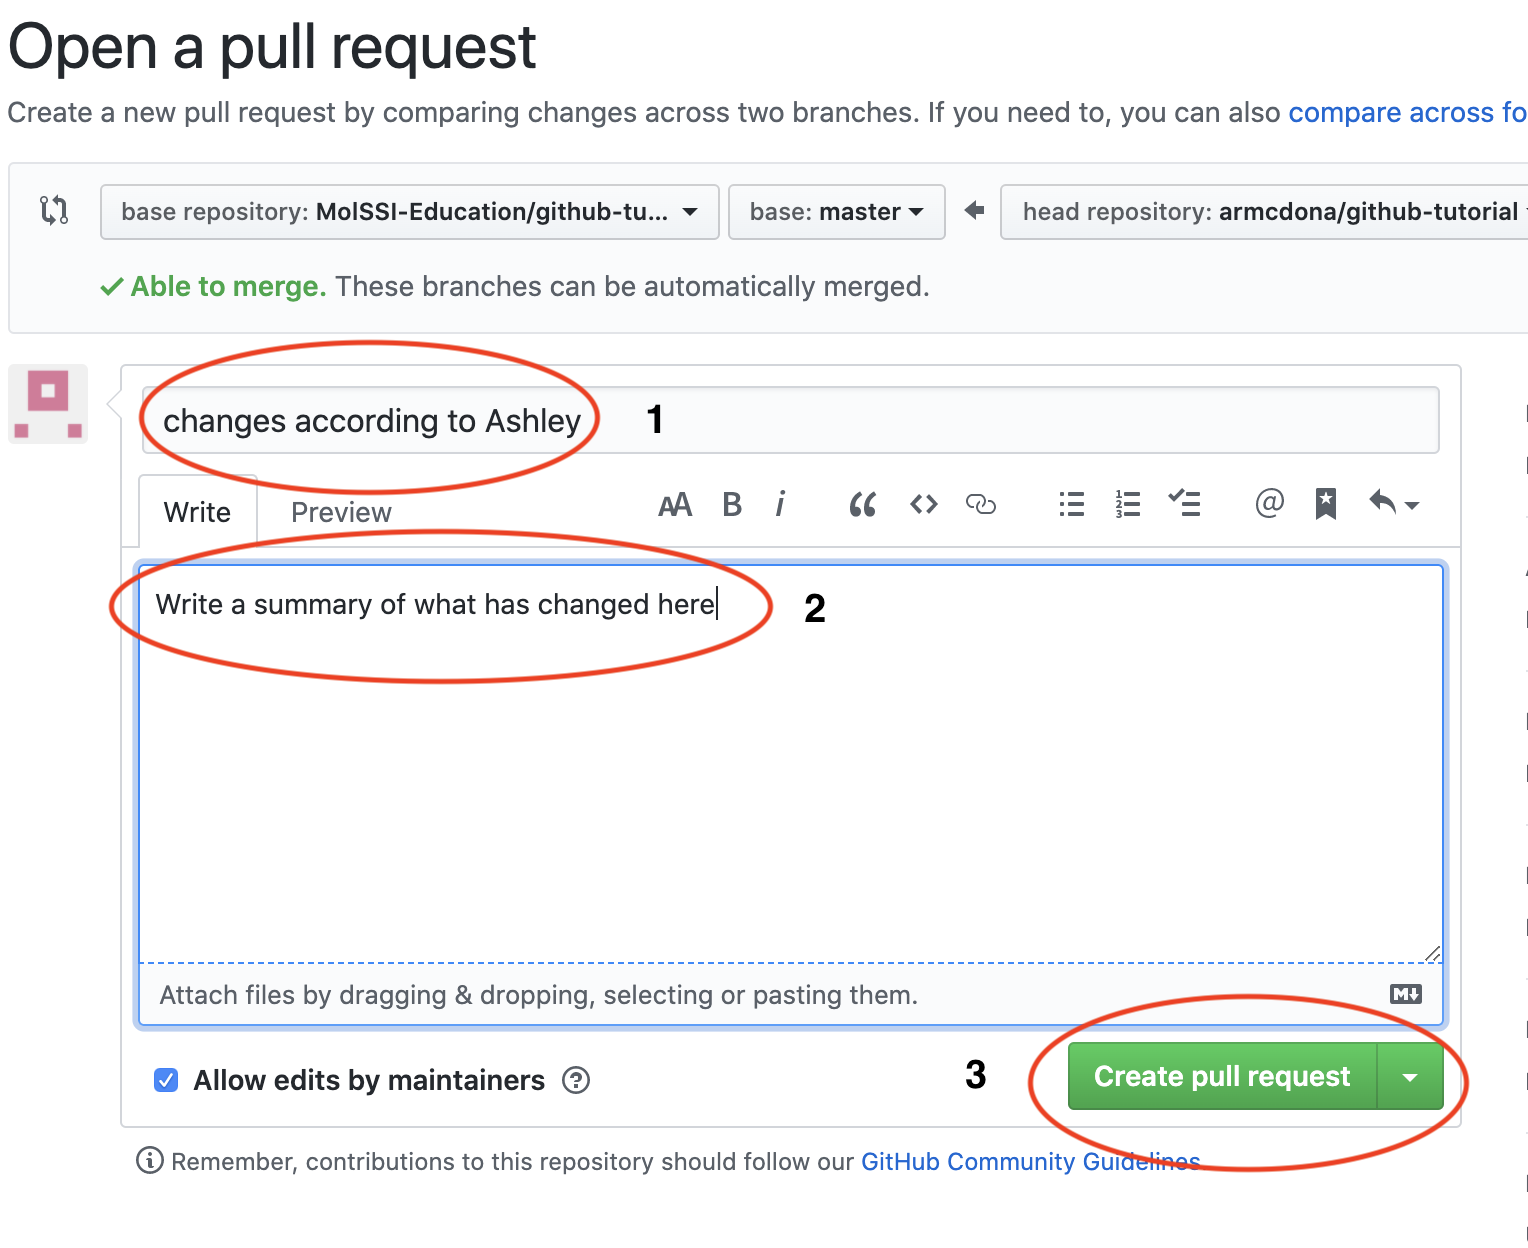 Open a pull request
Create a new pull request by comparing changes across two branches. If you need to, you can also compare across fo
base repository: MolSSI-Education/github-tu... base: master head repository: armcdona/github-tutorial
Able to merge. These branches can be automatically merged.
changes according to Ashley 1
Write Preview AA B i
Write a summary of what has changed here 2
Attach files by dragging & dropping, selecting or pasting them.
Allow edits by maintainers 3 Create pull request
Remember, contributions to this repository should follow our GitHub Community Guidelines